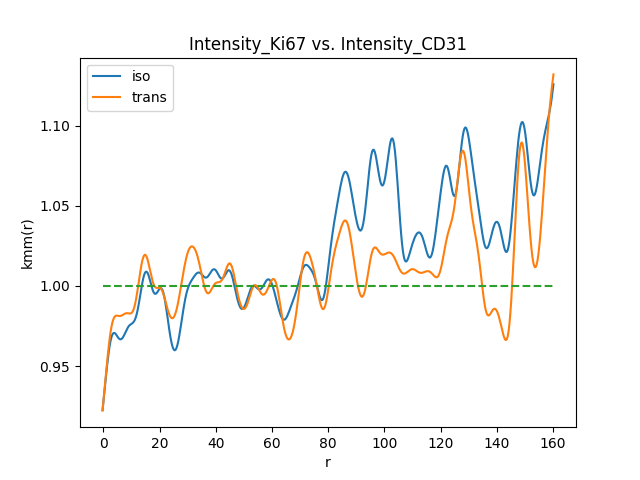 Intensity_Ki67 vs. Intensity_CD31
iso
trans
kmm(r)
1.10
1.05
1.00
0.95
0 20 40 60 80 100 120 140 160
r